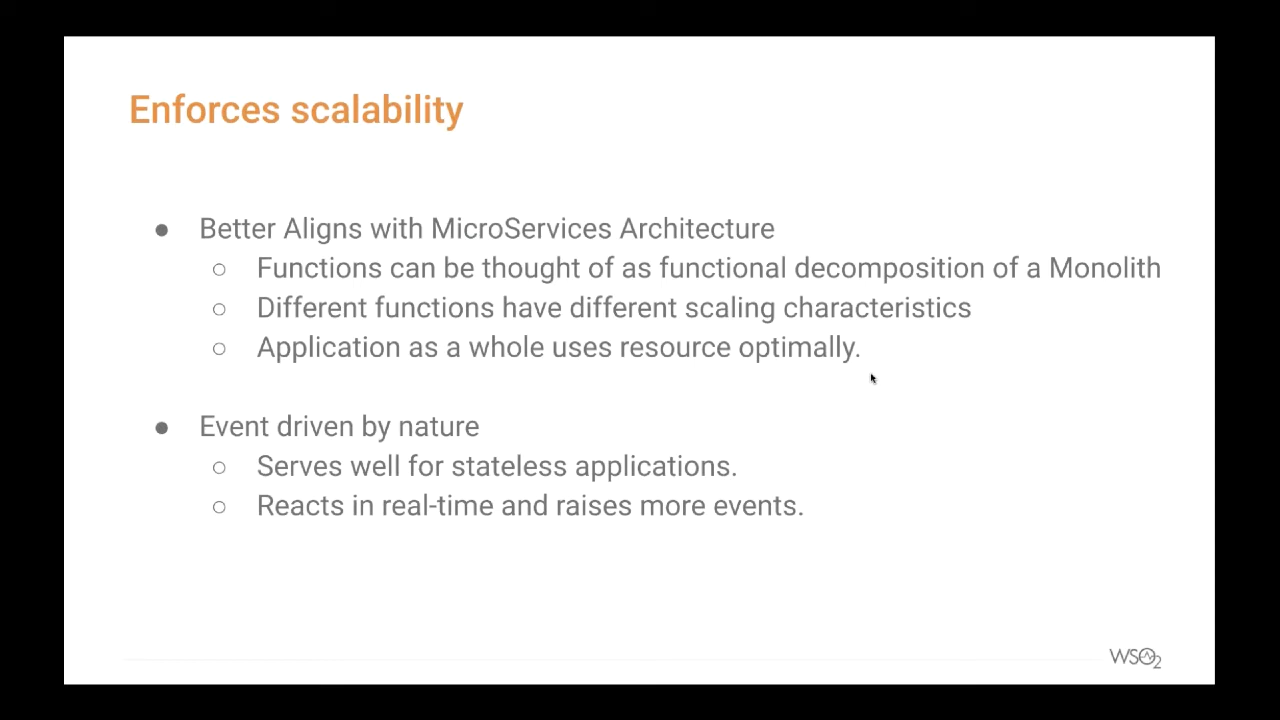 Enforces scalability
● Better Aligns with MicroServices Architecture
○ Functions can be thought of as functional decomposition of a Monolith
○ Different functions have different scaling characteristics
○ Application as a whole uses resource optimally.
● Event driven by nature
○ Serves well for stateless applications.
○ Reacts in real-time and raises more events.
WSO2